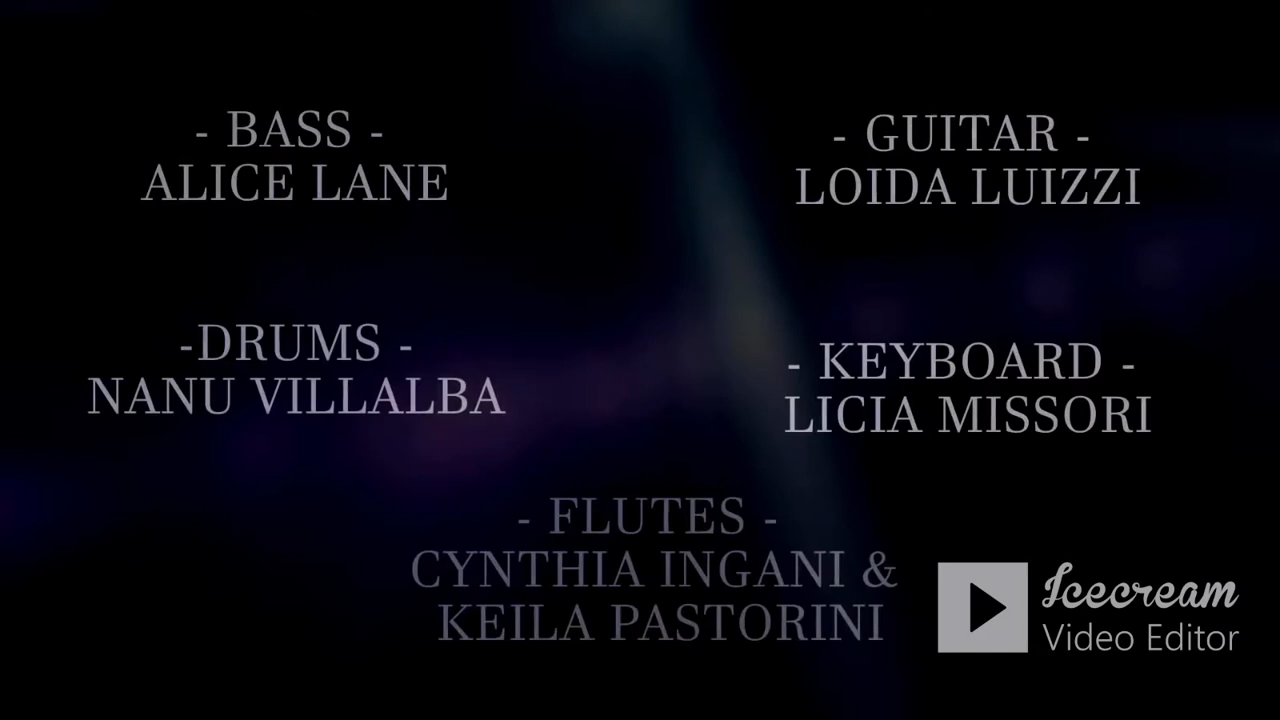 - BASS -
ALICE LANE
- GUITAR -
LOIDA LUIZZI
-DRUMS -
NANU VILLALBA
- KEYBOARD -
LICIA MISSORI
- FLUTES -
CYNTHIA INGANI &
KEILA PASTORINI
Icecream
Video Editor